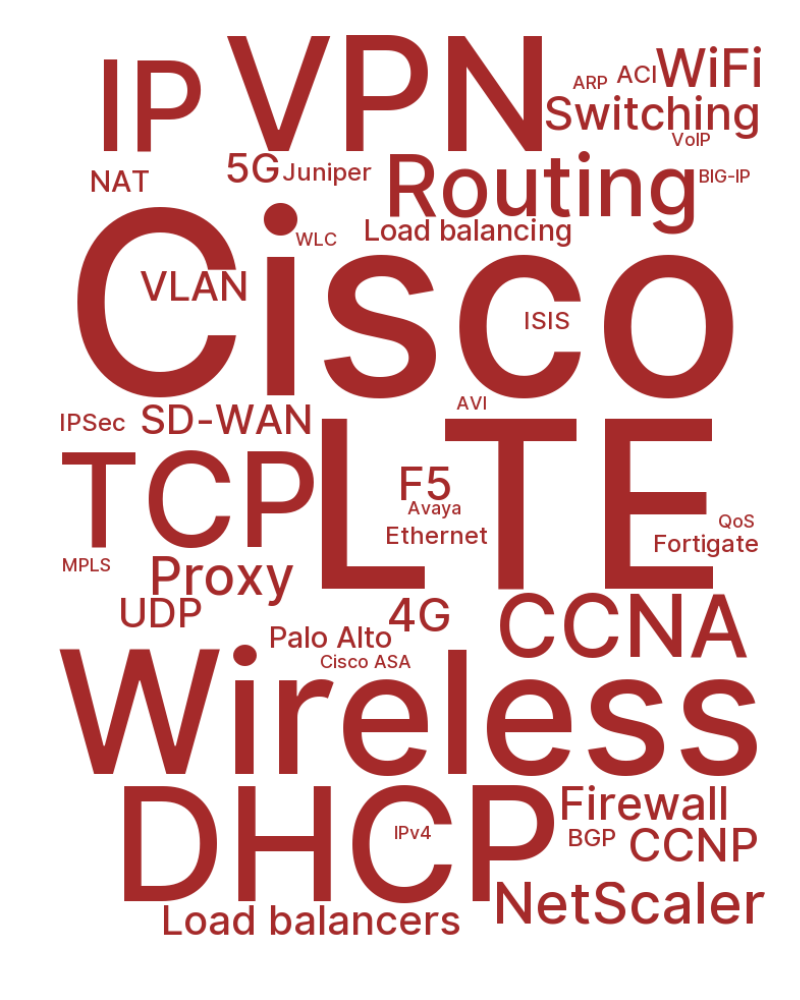 IP
VPN
ARP
ACI
WiFi
Switching
VoIP
NAT
5G
Juniper
Routing
BIG-IP
WLC
Load balancing
Cisco
VLAN
ISIS
AVI
IPSec
SD-WAN
TCP
LTE
F5
Avaya
Ethernet
QoS
Fortigate
MPLS
Proxy
UDP
4G
CCNA
Palo Alto
Cisco ASA
Wireless
DHCP
IPv4
Firewall
BGP
CCNP
NetScaler
Load balancers